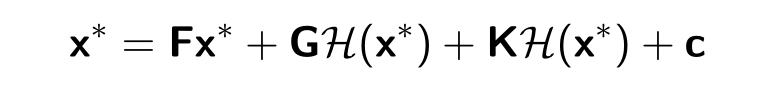 x* = Fx* + Gℋ(x*) + Kℋ(x*) + c